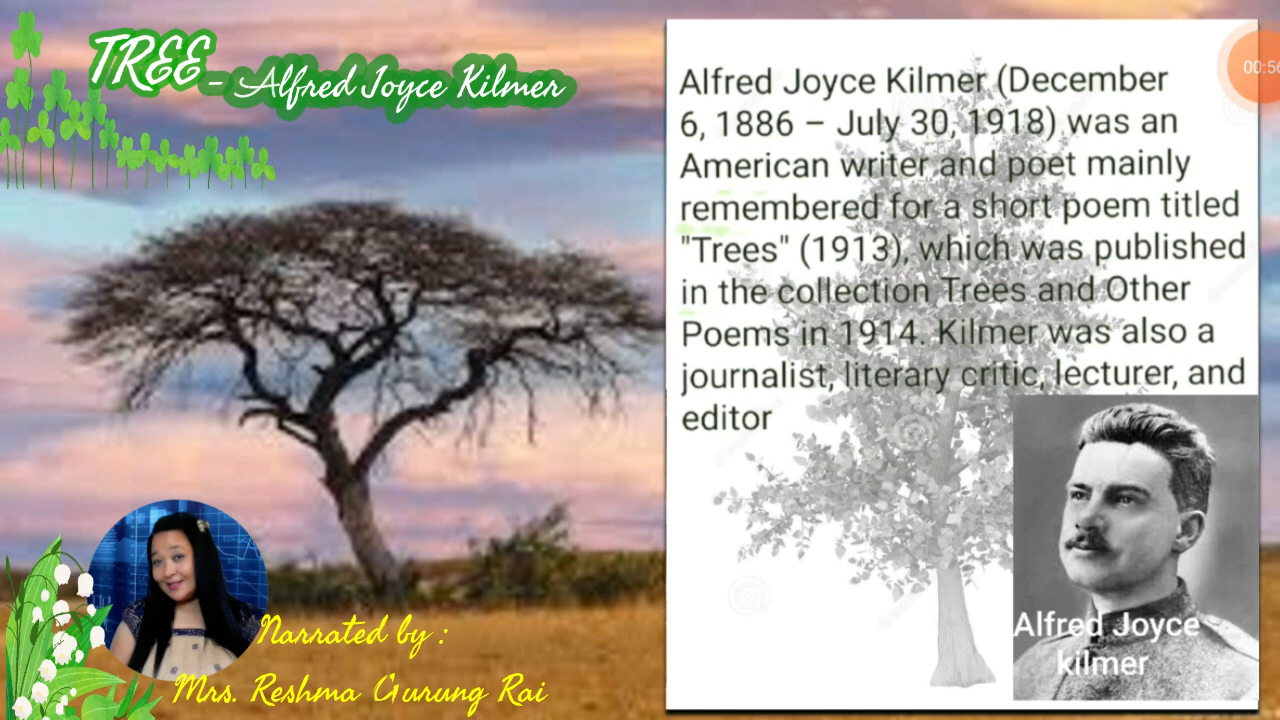 TREE - Alfred Joyce Kilmer
00:56
Alfred Joyce Kilmer (December
6, 1886 – July 30, 1918) was an
American writer and poet mainly
remembered for a short poem titled
"Trees" (1913), which was published
in the collection Trees and Other
Poems in 1914. Kilmer was also a
journalist, literary critic, lecturer, and
editor
Alfred Joyce
kilmer
Narrated by :
Mrs. Reshma Gurung Rai